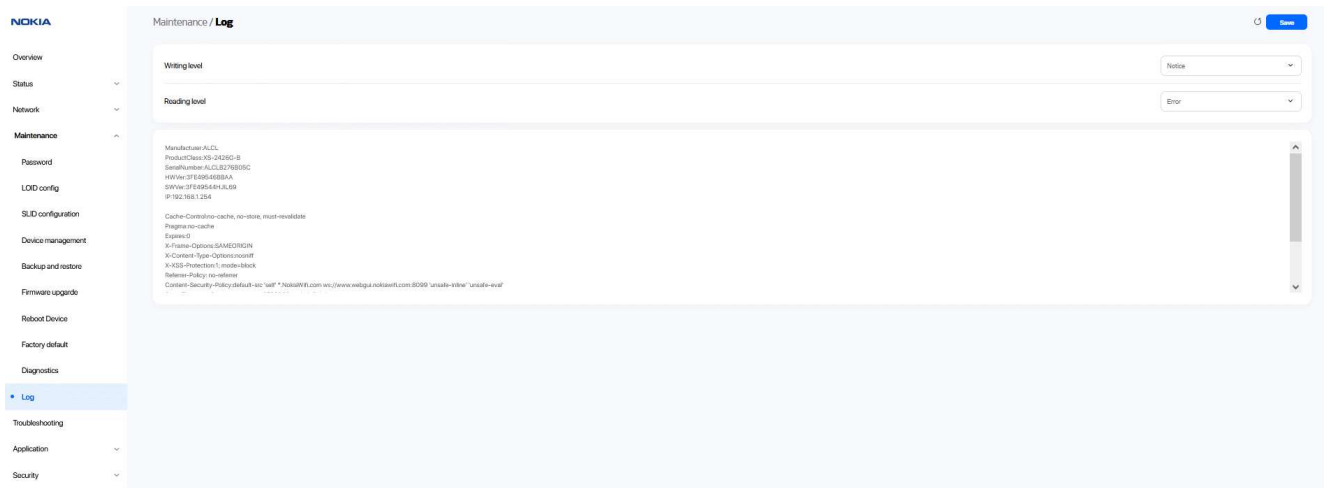 NOKIA
Maintenance / Log
Save
Overview
Status
Network
Maintenance
Password
LOID config
SLID configuration
Device management
Backup and restore
Firmware upgarde
Reboot Device
Factory default
Diagnostics
Log
Troubleshooting
Application
Security
Writing level
Notice
Reading level
Error
Manufacturer:ALCL
ProductClass:XS-2426G-B
SerialNumber:ALCLB276B05C
HWVer:3FE49546BBAA
SWVer:3FE49544HJIL69
IP:192.168.1.254
Cache-Control:no-cache, no-store, must-revalidate
Pragma:no-cache
Expires:0
X-Frame-Options:SAMEORIGIN
X-Content-Type-Options:nosniff
X-XSS-Protection:1; mode=block
Referrer-Policy: no-referrer
Content-Security-Policy:default-src 'self' *.NokiaWifi.com ws://www.webgui.nokiawifi.com:8099 'unsafe-inline' 'unsafe-eval'